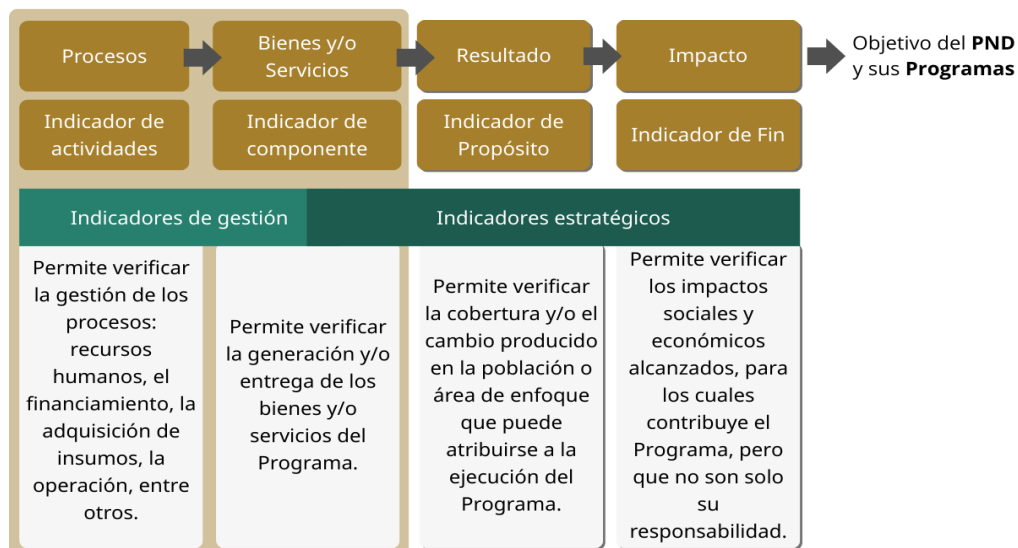 Procesos
Bienes y/o
Servicios
Resultado
Impacto
Objetivo del PND
y sus Programas
Indicador de
actividades
Indicador de
componente
Indicador de
Propósito
Indicador de Fin
Indicadores de gestión
Indicadores estratégicos
Permite verificar
la gestión de los
procesos:
recursos
humanos, el
financiamiento, la
adquisición de
insumos, la
operación, entre
otros.
Permite verificar
la generación y/o
entrega de los
bienes y/o
servicios del
Programa.
Permite verificar
la cobertura y/o el
cambio producido
en la población o
área de enfoque
que puede
atribuirse a la
ejecución del
Programa.
Permite verificar
los impactos
sociales y
económicos
alcanzados, para
los cuales
contribuye el
Programa, pero
que no son solo
su
responsabilidad.